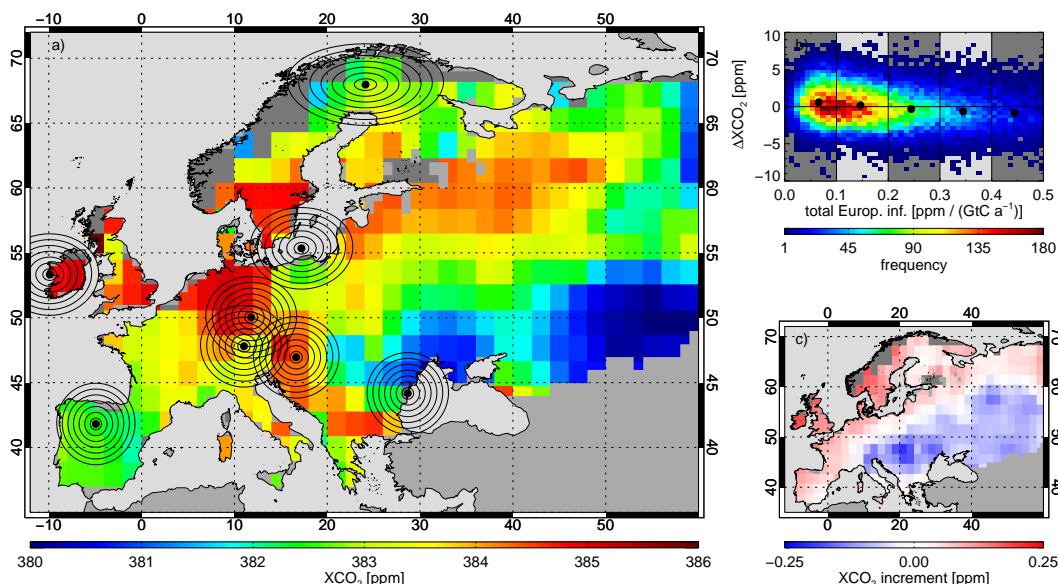 −10 0 10 20 30 40 50
a)
70 70
65 65
60 60
55 55
50 50
45 45
40 40
−10 0 10 20 30 40 50
380 381 382 383 384 385 386
XCO₂ [ppm]
b)
ΔXCO₂ [ppm]
10
5
0
−5
−10
0.0 0.1 0.2 0.3 0.4 0.5
total Europ. inf. [ppm / (GtC a⁻¹)]
1 45 90 135 180
frequency
0 20 40
c)
70 70
60 60
50 50
40 40
0 20 40
−0.25 0.00 0.25
XCO₂ increment [ppm]